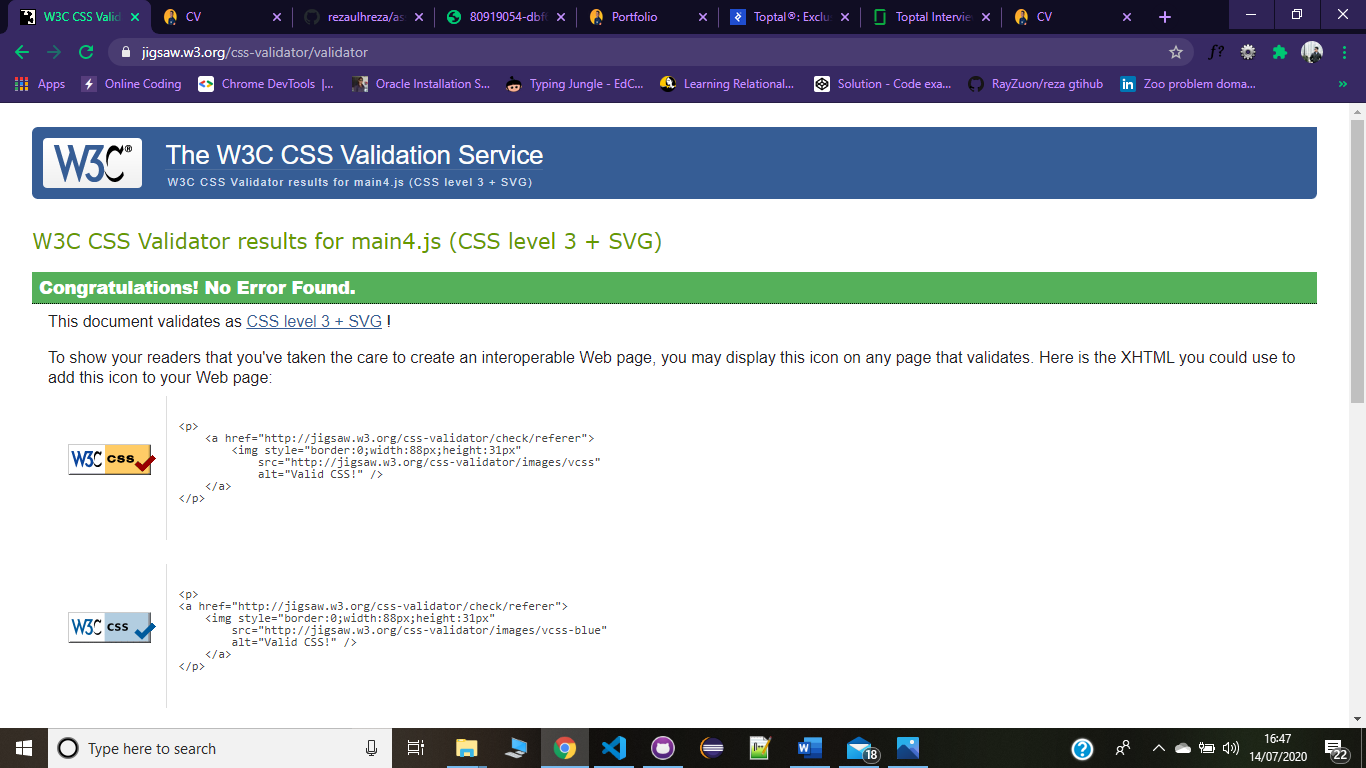 W3C CSS Valid
CV
rezaulhreza/as
80919054-dbf
Portfolio
Toptal®: Exclu
Toptal Intervie
CV
jigsaw.w3.org/css-validator/validator
f?
Apps
Online Coding
Chrome DevTools |...
Oracle Installation S...
Typing Jungle - EdC...
Learning Relational...
Solution - Code exa...
RayZuon/reza gtihub
in
Zoo problem doma...
»
W3C®
The W3C CSS Validation Service
W3C CSS Validator results for main4.js (CSS level 3 + SVG)
W3C CSS Validator results for main4.js (CSS level 3 + SVG)
Congratulations! No Error Found.
This document validates as CSS level 3 + SVG !
To show your readers that you've taken the care to create an interoperable Web page, you may display this icon on any page that validates. Here is the XHTML you could use to
add this icon to your Web page:
W3C css
<p>
<a href="http://jigsaw.w3.org/css-validator/check/referer">
<img style="border:0;width:88px;height:31px"
src="http://jigsaw.w3.org/css-validator/images/vcss"
alt="Valid CSS!" />
</a>
</p>
W3C css
<p>
<a href="http://jigsaw.w3.org/css-validator/check/referer">
<img style="border:0;width:88px;height:31px"
src="http://jigsaw.w3.org/css-validator/images/vcss-blue"
alt="Valid CSS!" />
</a>
</p>
Type here to search
W
18
?
16:47
14/07/2020
22